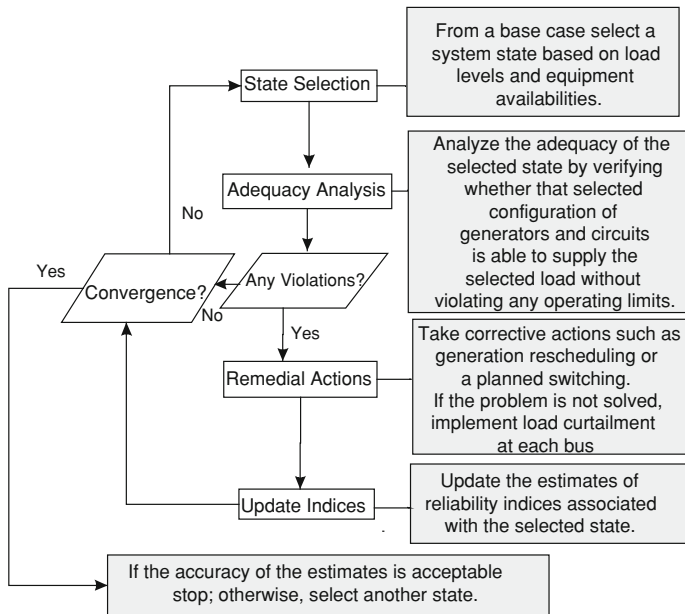 State Selection
From a base case select a
system state based on load
levels and equipment
availabilities.
Adequacy Analysis
Analyze the adequacy of the
selected state by verifying
whether that selected
configuration of
generators and circuits
is able to supply the
selected load without
violating any operating limits.
No
Yes
Convergence?
No
Any Violations?
Yes
Remedial Actions
Take corrective actions such as
generation rescheduling or
a planned switching.
If the problem is not solved,
implement load curtailment
at each bus
Update Indices
Update the estimates of
reliability indices associated
with the selected state.
If the accuracy of the estimates is acceptable
stop; otherwise, select another state.